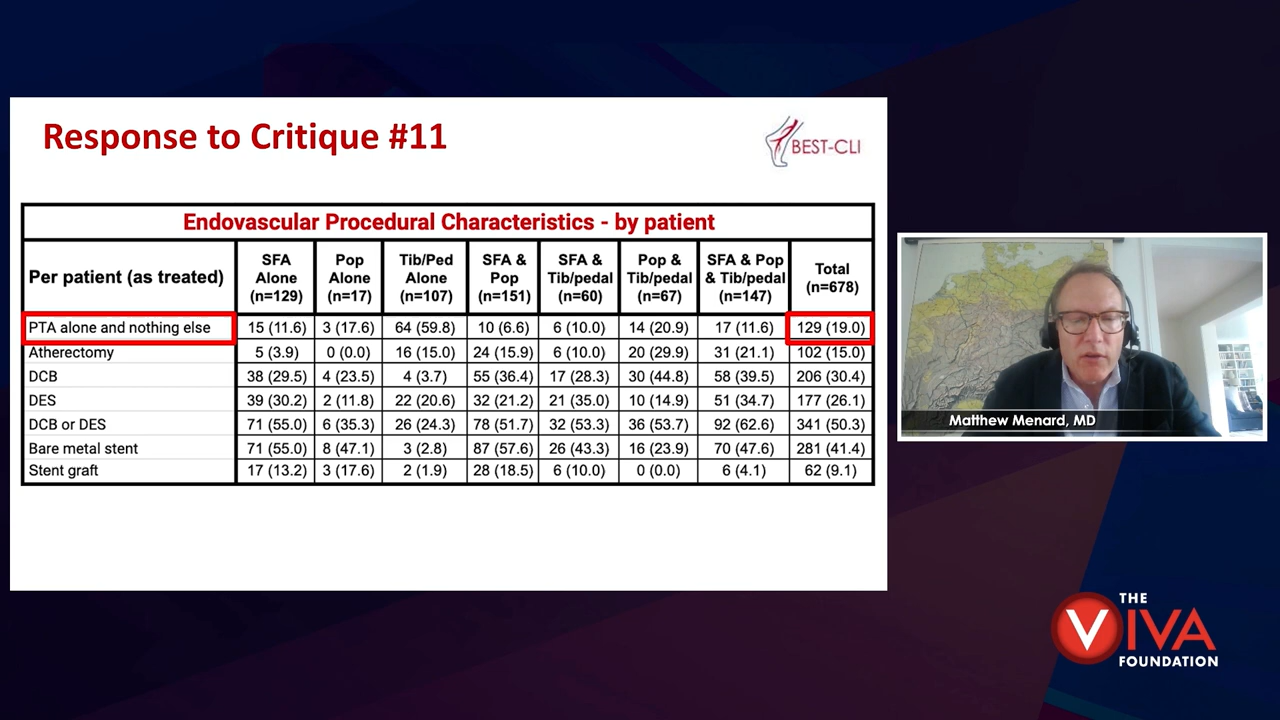 Response to Critique #11
BEST-CLI
Endovascular Procedural Characteristics - by patient
Per patient (as treated) SFA Alone (n=129) Pop Alone (n=17) Tib/Ped Alone (n=107) SFA & Pop (n=151) SFA & Tib/pedal (n=60) Pop & Tib/pedal (n=67) SFA & Pop & Tib/pedal (n=147) Total (n=678)
PTA alone and nothing else 15 (11.6) 3 (17.6) 64 (59.8) 10 (6.6) 6 (10.0) 14 (20.9) 17 (11.6) 129 (19.0)
Atherectomy 5 (3.9) 0 (0.0) 16 (15.0) 24 (15.9) 6 (10.0) 20 (29.9) 31 (21.1) 102 (15.0)
DCB 38 (29.5) 4 (23.5) 4 (3.7) 55 (36.4) 17 (28.3) 30 (44.8) 58 (39.5) 206 (30.4)
DES 39 (30.2) 2 (11.8) 22 (20.6) 32 (21.2) 21 (35.0) 10 (14.9) 51 (34.7) 177 (26.1)
DCB or DES 71 (55.0) 6 (35.3) 26 (24.3) 78 (51.7) 32 (53.3) 36 (53.7) 92 (62.6) 341 (50.3)
Bare metal stent 71 (55.0) 8 (47.1) 3 (2.8) 87 (57.6) 26 (43.3) 16 (23.9) 70 (47.6) 281 (41.4)
Stent graft 17 (13.2) 3 (17.6) 2 (1.9) 28 (18.5) 6 (10.0) 0 (0.0) 6 (4.1) 62 (9.1)
Matthew Menard, MD
THE
VIVA
FOUNDATION